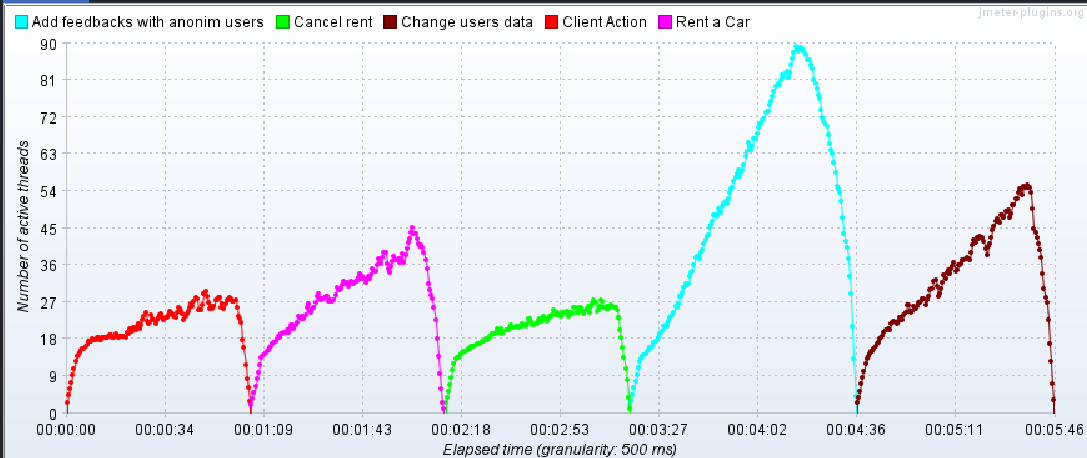 jmeter-plugins.org
Add feedbacks with anonim users Cancel rent Change users data Client Action Rent a Car
90
81
72
63
54
45
36
27
18
9
0
Number of active threads
00:00:00 00:00:34 00:01:09 00:01:43 00:02:18 00:02:53 00:03:27 00:04:02 00:04:36 00:05:11 00:05:46
Elapsed time (granularity: 500 ms)